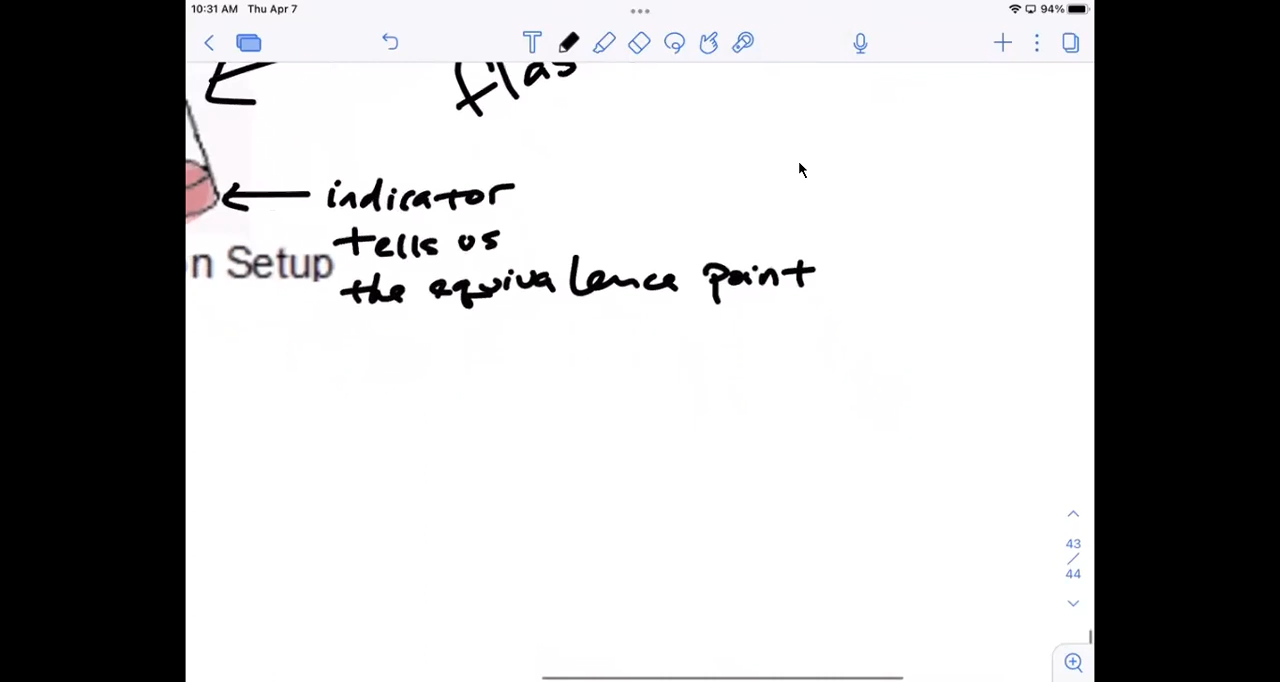 10:31 AM Thu Apr 7
94%
flas
indicator
tells us
n Setup
the equivalence point
43
44